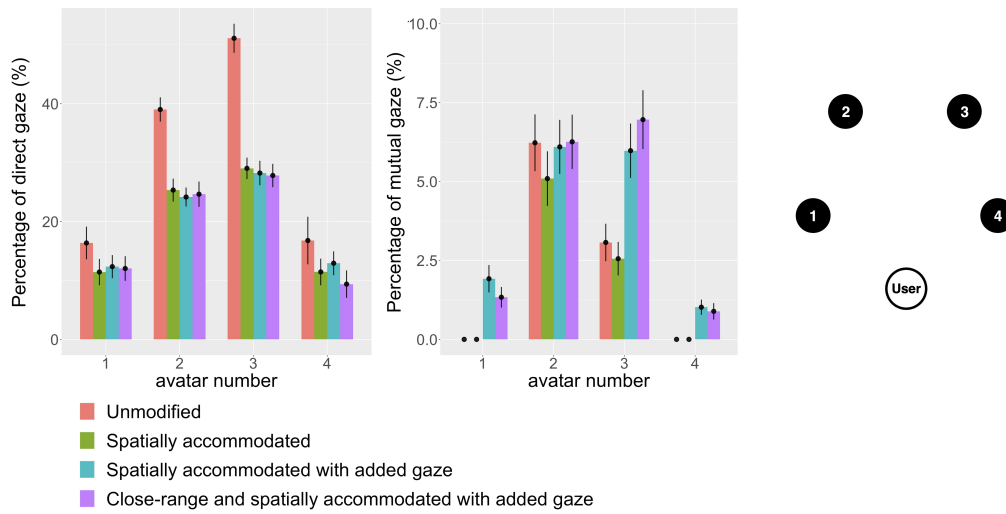 Percentage of direct gaze (%)
40
20
0
1 2 3 4
avatar number
Percentage of mutual gaze (%)
10.0
7.5
5.0
2.5
0.0
1 2 3 4
avatar number
2 3
1 4
User
Unmodified
Spatially accommodated
Spatially accommodated with added gaze
Close-range and spatially accommodated with added gaze